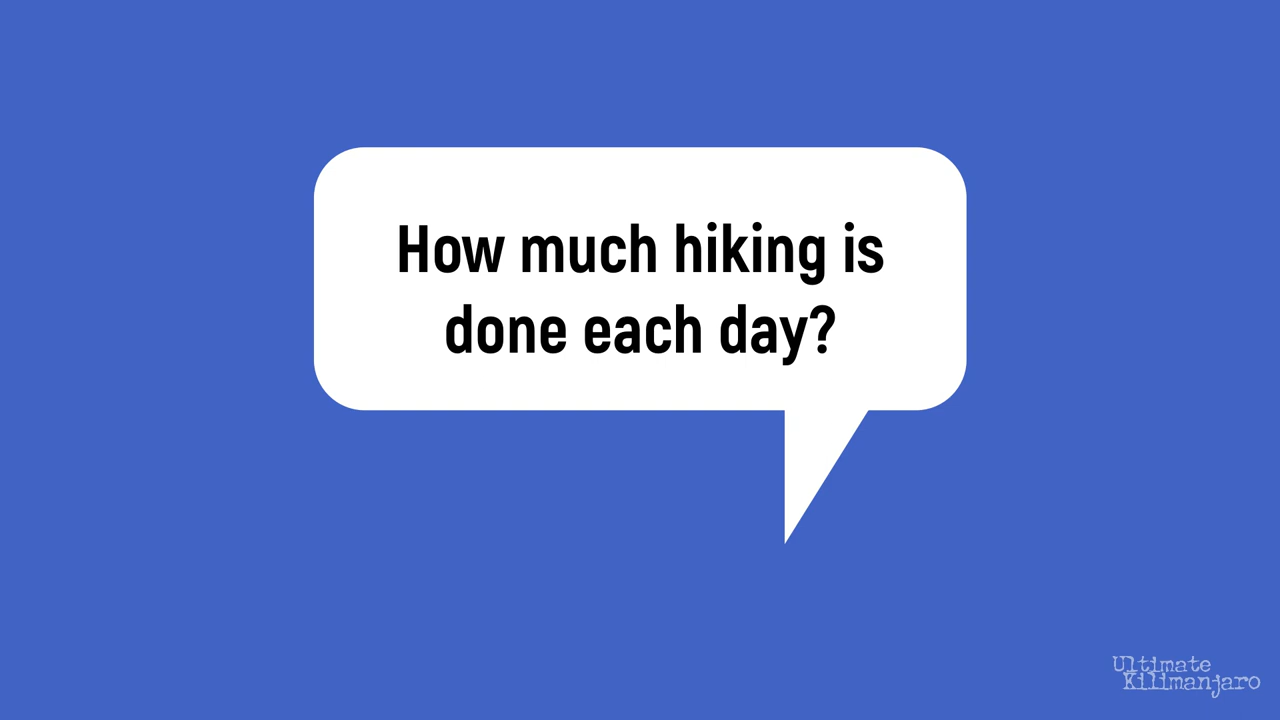 How much hiking is
done each day?
Ultimate
Kilimanjaro